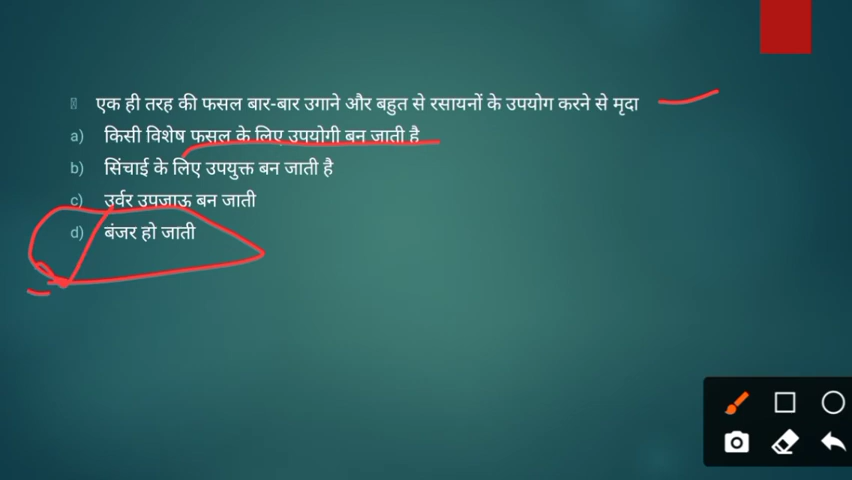 एक ही तरह की फसल बार-बार उगाने और बहुत से रसायनों के उपयोग करने से मृदा
a) किसी विशेष फसल के लिए उपयोगी बन जाती है
b) सिंचाई के लिए उपयुक्त बन जाती है
c) उर्वर उपजाऊ बन जाती
d) बंजर हो जाती